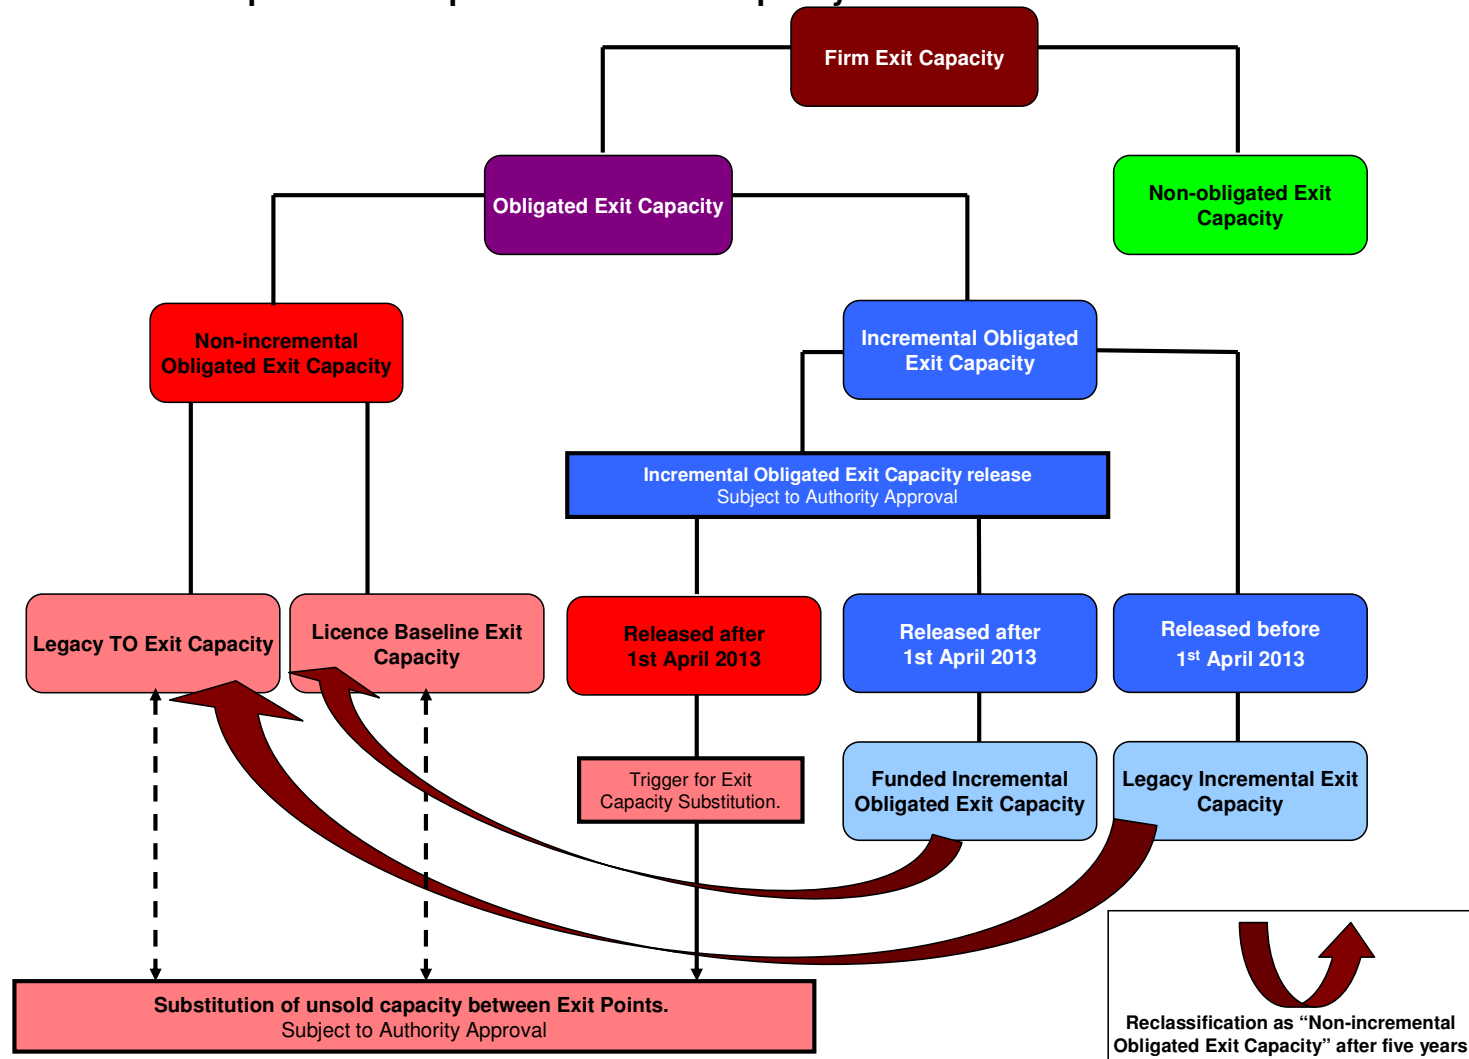 Firm Exit Capacity
Obligated Exit Capacity
Non-obligated Exit
Capacity
Non-incremental
Obligated Exit Capacity
Incremental Obligated
Exit Capacity
Incremental Obligated Exit Capacity release
Subject to Authority Approval
Legacy TO Exit Capacity
Licence Baseline Exit
Capacity
Released after
1st April 2013
Released after
1st April 2013
Released before
1st April 2013
Trigger for Exit
Capacity Substitution.
Funded Incremental
Obligated Exit Capacity
Legacy Incremental Exit
Capacity
Substitution of unsold capacity between Exit Points.
Subject to Authority Approval
Reclassification as “Non-incremental
Obligated Exit Capacity” after five years